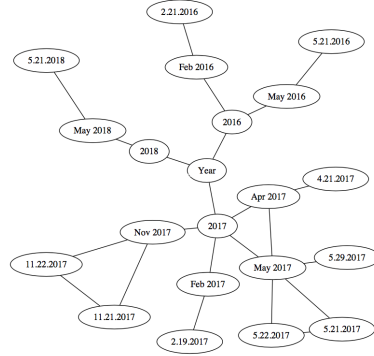 2.21.2016
5.21.2016
5.21.2018
Feb 2016
May 2016
2016
May 2018
2018
Year
4.21.2017
Apr 2017
2017
Nov 2017
5.29.2017
11.22.2017
May 2017
Feb 2017
11.21.2017
5.21.2017
5.22.2017
2.19.2017